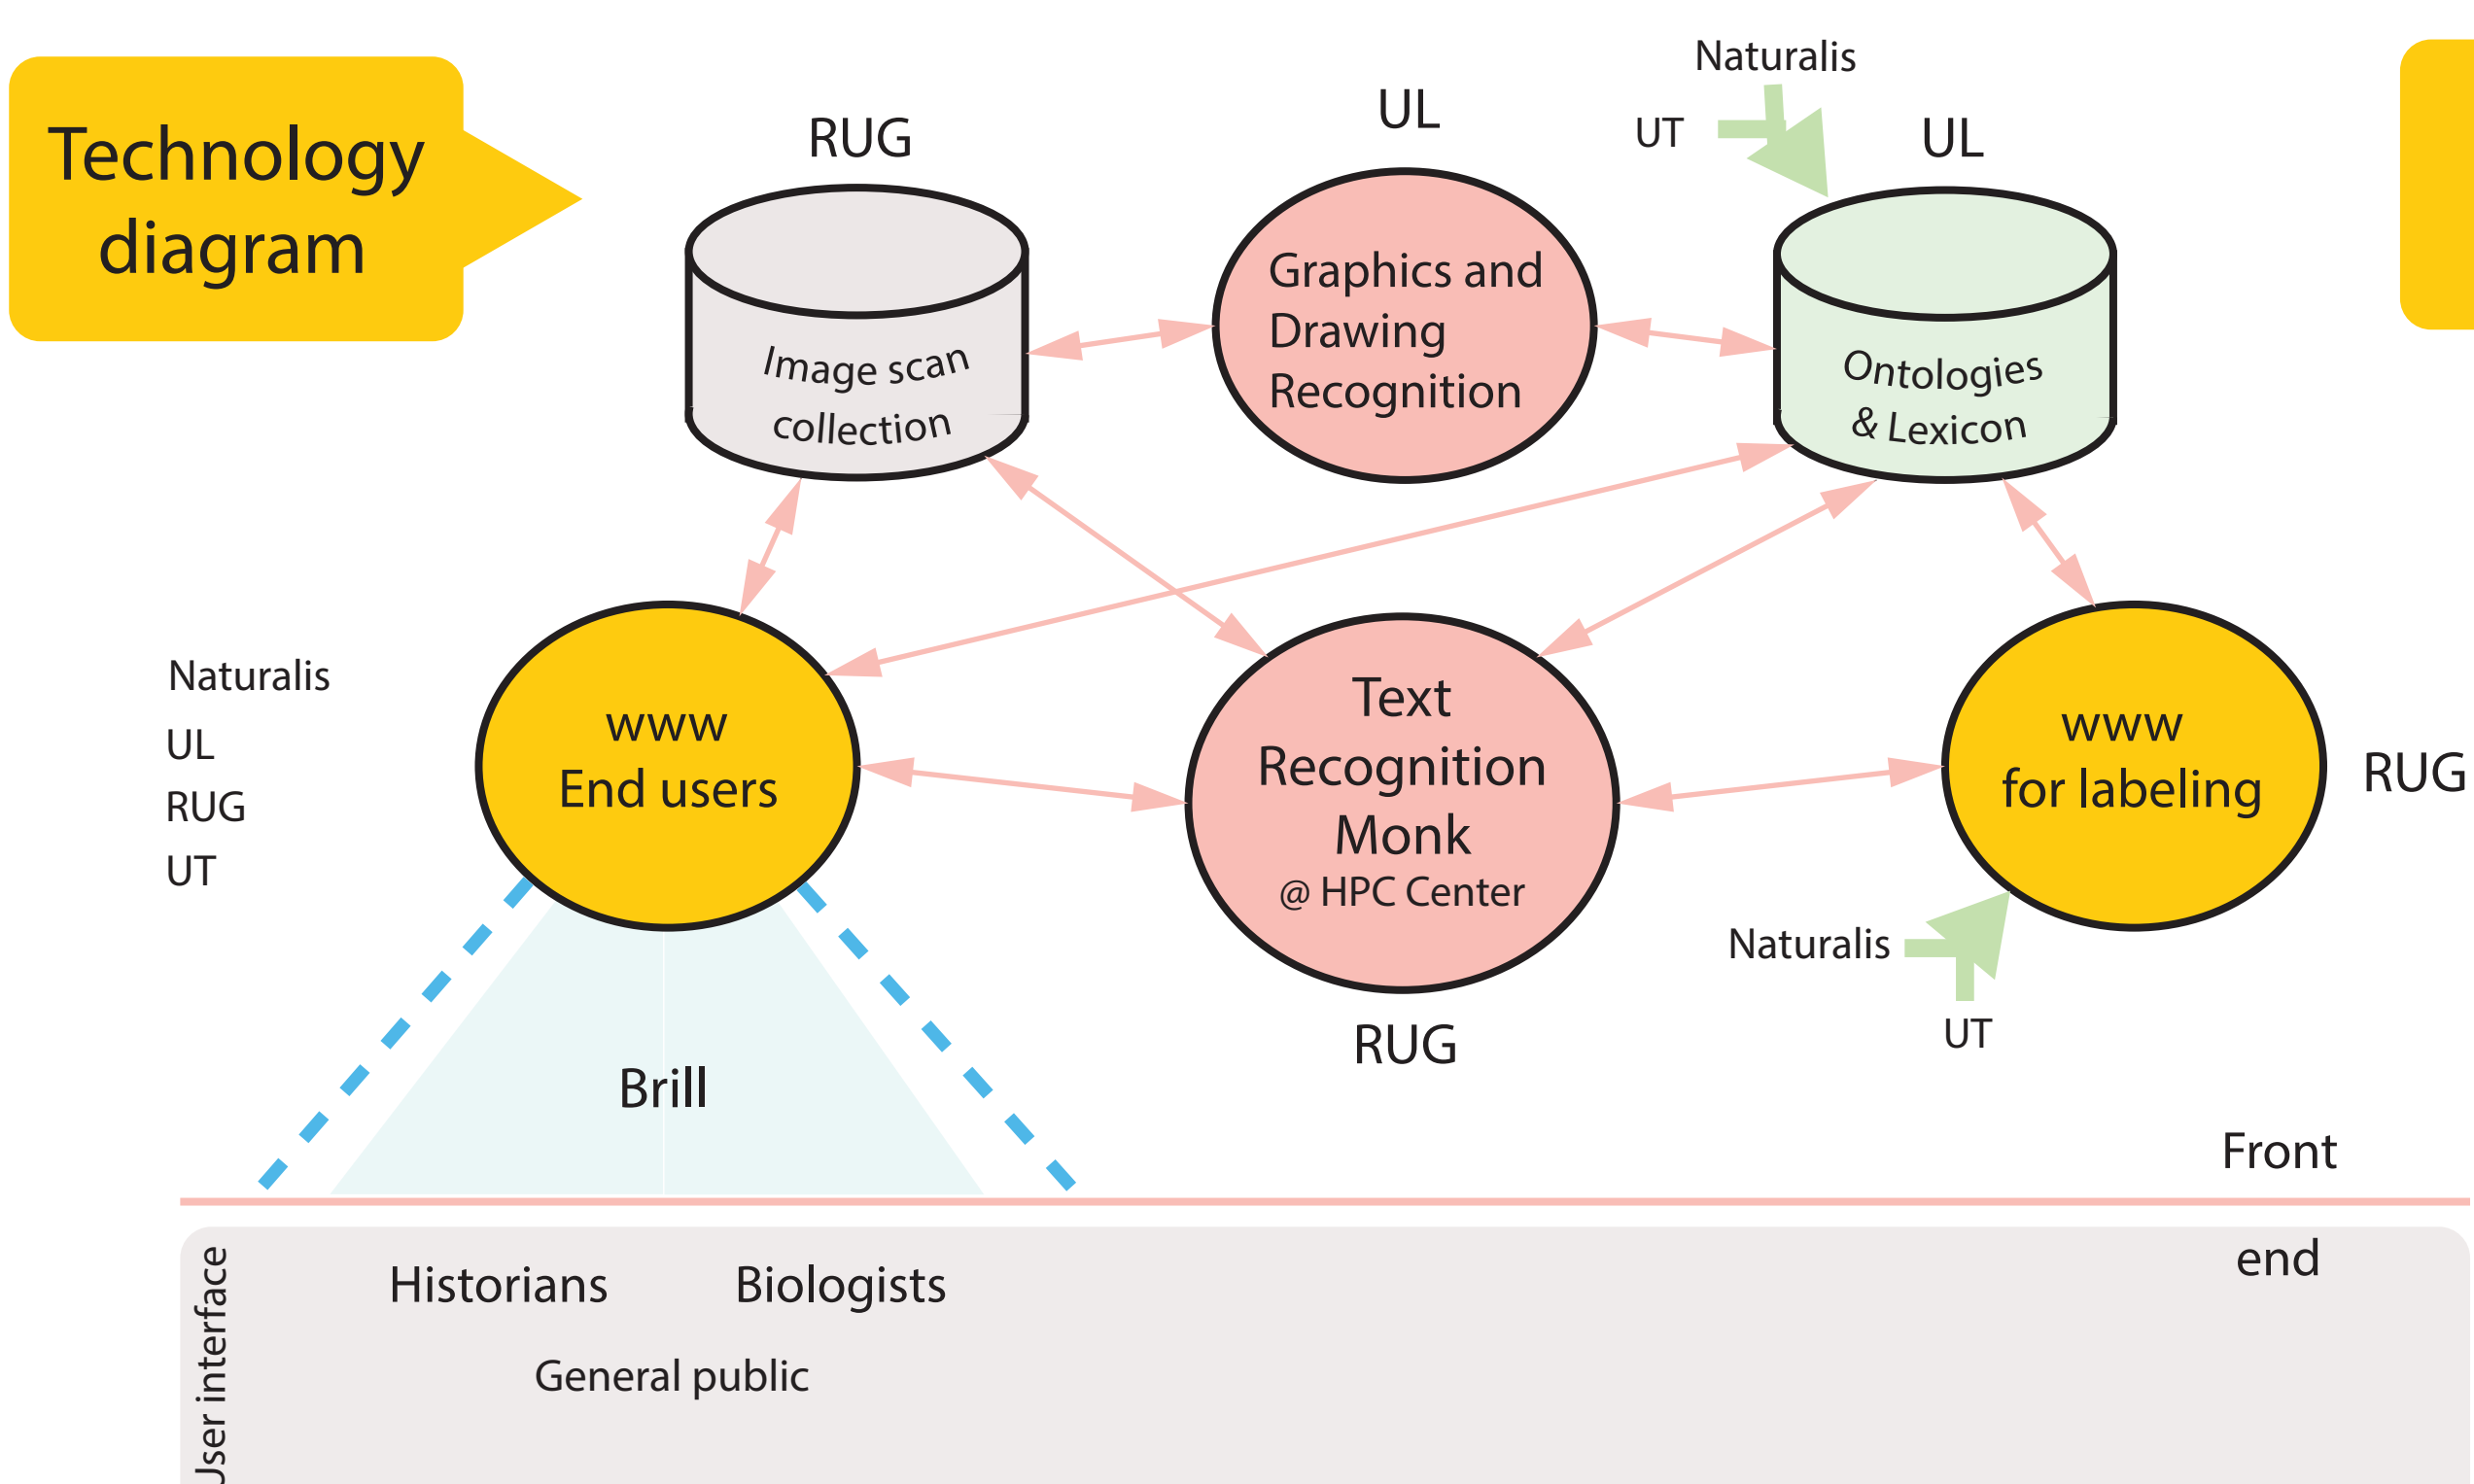 Technology
diagram
RUG
Image scan
collection
UL
Graphics and
Drawing
Recognition
Naturalis
UT
UL
Ontologies
& Lexicon
Naturalis
UL
RUG
UT
www
End users
Text
Recognition
Monk
@ HPC Center
RUG
www
for labeling
RUG
Naturalis
UT
Brill
Front
end
User interface
Historians
Biologists
General public